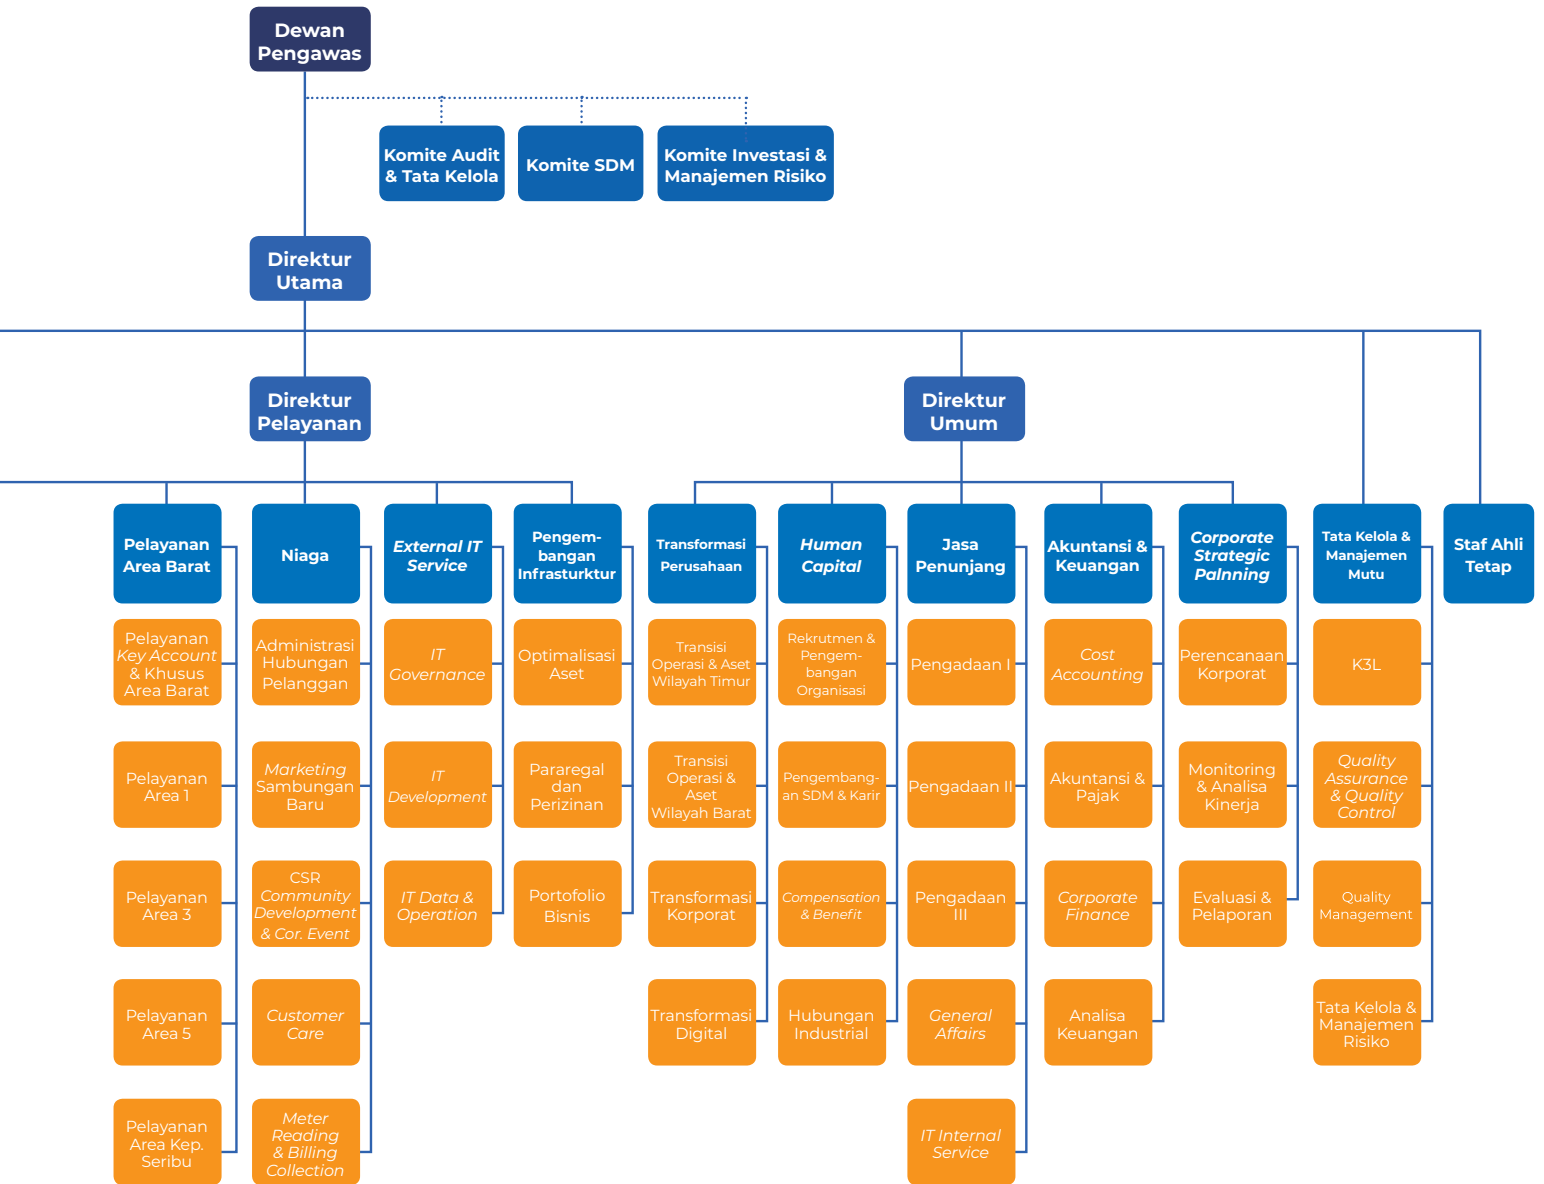 Dewan
Pengawas
Komite Audit
& Tata Kelola
Komite SDM
Komite Investasi &
Manajemen Risiko
Direktur
Utama
Direktur
Pelayanan
Direktur
Umum
Pelayanan
Area Barat
Niaga
External IT
Service
Pengem-
bangan
Infrasturktur
Transformasi
Perusahaan
Human
Capital
Jasa
Penunjang
Akuntansi &
Keuangan
Corporate
Strategic
Palnning
Tata Kelola &
Manajemen
Mutu
Staf Ahli
Tetap
Pelayanan
Key Account
& Khusus
Area Barat
Administrasi
Hubungan
Pelanggan
IT
Governance
Optimalisasi
Aset
Transisi
Operasi & Aset
Wilayah Timur
Rekrutmen &
Pengem-
bangan
Organisasi
Pengadaan I
Cost
Accounting
Perencanaan
Korporat
K3L
Pelayanan
Area 1
Marketing
Sambungan
Baru
IT
Development
Pararegal
dan
Perizinan
Transisi
Operasi &
Aset
Wilayah Barat
Pengembang-
an SDM & Karir
Pengadaan II
Akuntansi &
Pajak
Monitoring
& Analisa
Kinerja
Quality
Assurance
& Quality
Control
Pelayanan
Area 3
CSR
Community
Development
& Cor. Event
IT Data &
Operation
Portofolio
Bisnis
Transformasi
Korporat
Compensation
& Benefit
Pengadaan
III
Corporate
Finance
Evaluasi &
Pelaporan
Quality
Management
Pelayanan
Area 5
Customer
Care
Transformasi
Digital
Hubungan
Industrial
General
Affairs
Analisa
Keuangan
Tata Kelola &
Manajemen
Risiko
Pelayanan
Area Kep.
Seribu
Meter
Reading
& Billing
Collection
IT Internal
Service